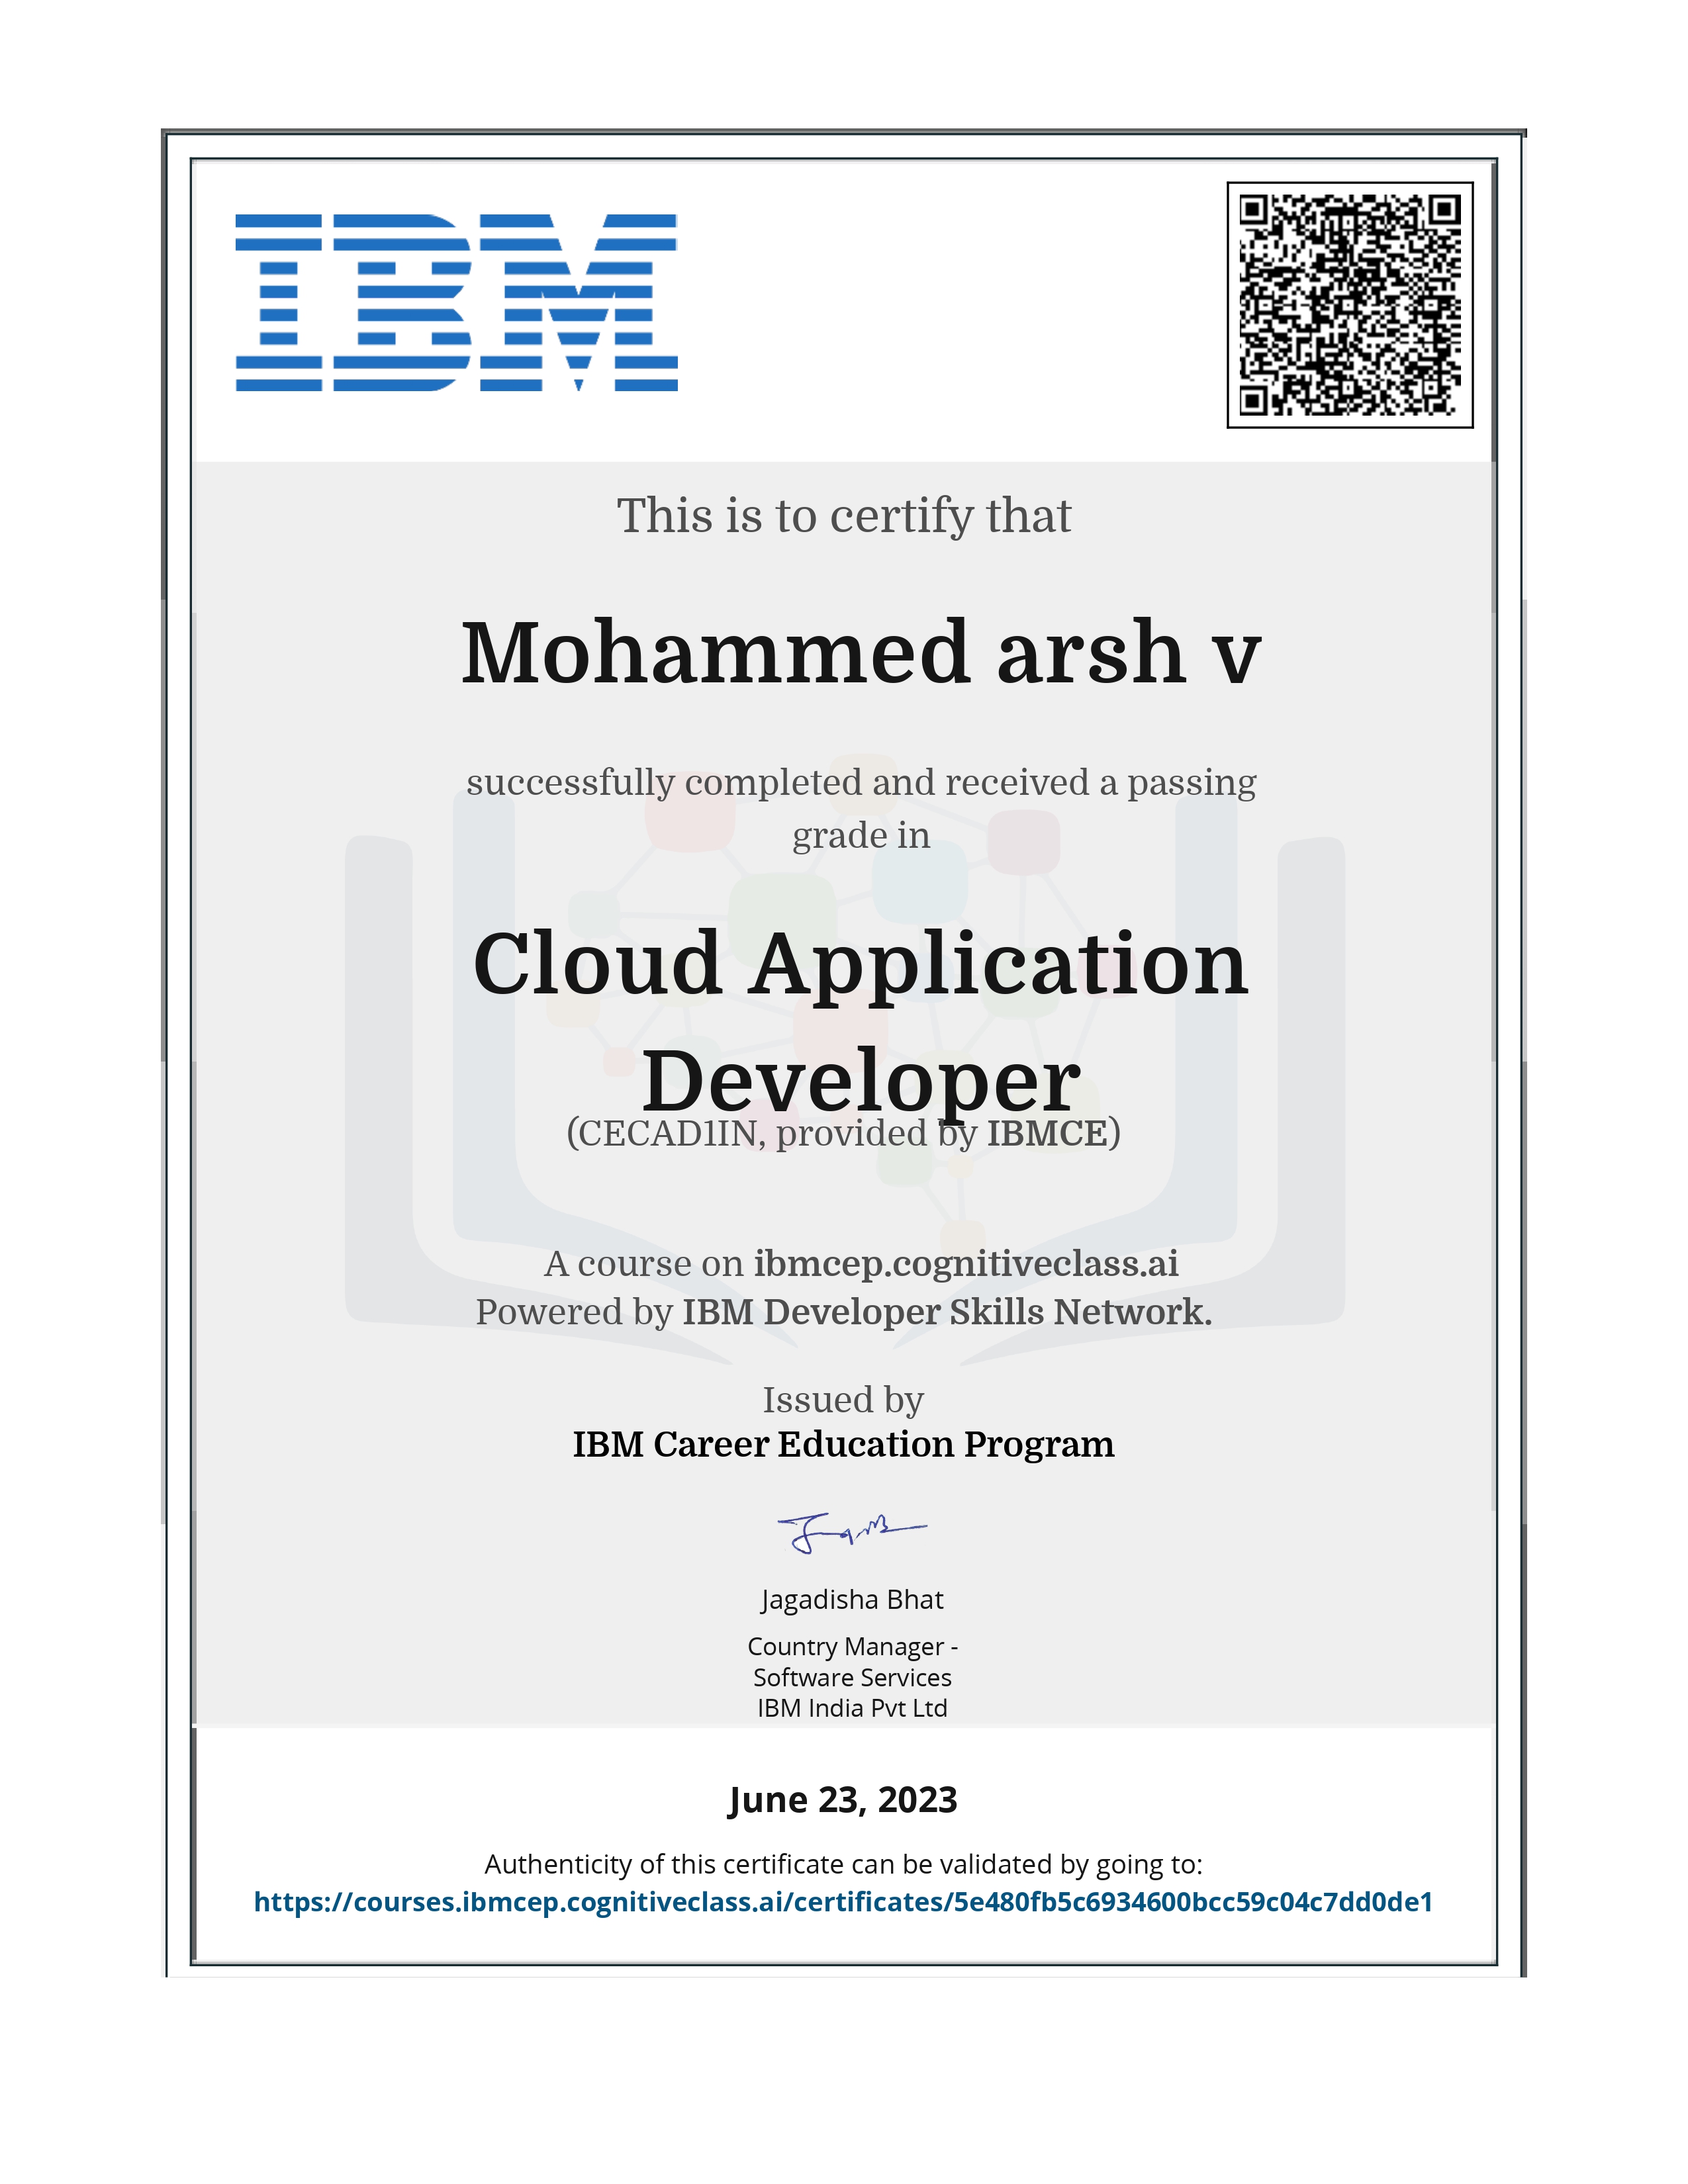 IBM
This is to certify that
Mohammed arsh v
successfully completed and received a passing
grade in
Cloud Application
Developer
(CECAD1IN, provided by IBMCE)
A course on ibmcep.cognitiveclass.ai
Powered by IBM Developer Skills Network.
Issued by
IBM Career Education Program
Jagadisha Bhat
Country Manager -
Software Services
IBM India Pvt Ltd
June 23, 2023
Authenticity of this certificate can be validated by going to:
https://courses.ibmcep.cognitiveclass.ai/certificates/5e480fb5c6934600bcc59c04c7dd0de1